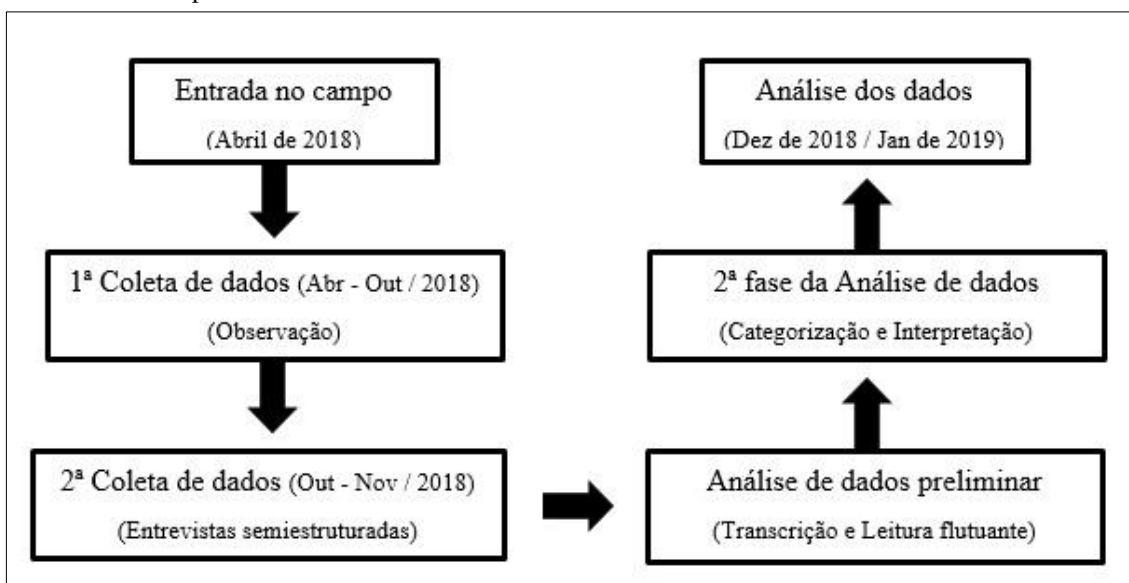 Entrada no campo
(Abril de 2018)
1ª Coleta de dados (Abr - Out / 2018)
(Observação)
2ª Coleta de dados (Out - Nov / 2018)
(Entrevistas semiestruturadas)
Análise de dados preliminar
(Transcrição e Leitura flutuante)
2ª fase da Análise de dados
(Categorização e Interpretação)
Análise dos dados
(Dez de 2018 / Jan de 2019)